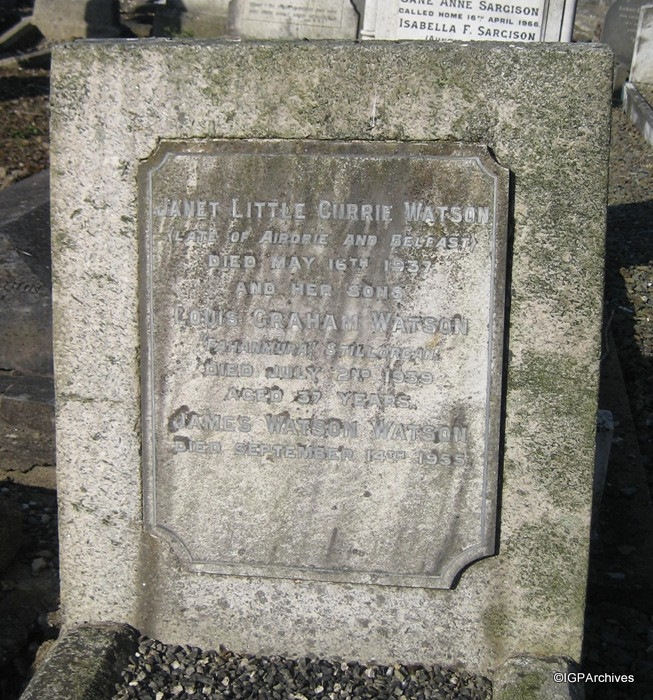 JANE ANNE SARGISON
CALLED HOME 16TH APRIL 1966.
ISABELLA F. SARGISON
JANET LITTLE CURRIE WATSON
(LATE OF AIRDRIE AND BELFAST)
DIED MAY 16TH 1937.
AND HER SONS
LOUIS GRAHAM WATSON
STILLORGAN
DIED JULY 2ND 1939
AGED 37 YEARS.
JAMES WATSON WATSON
DIED SEPTEMBER 14TH 1955.
©IGPArchives